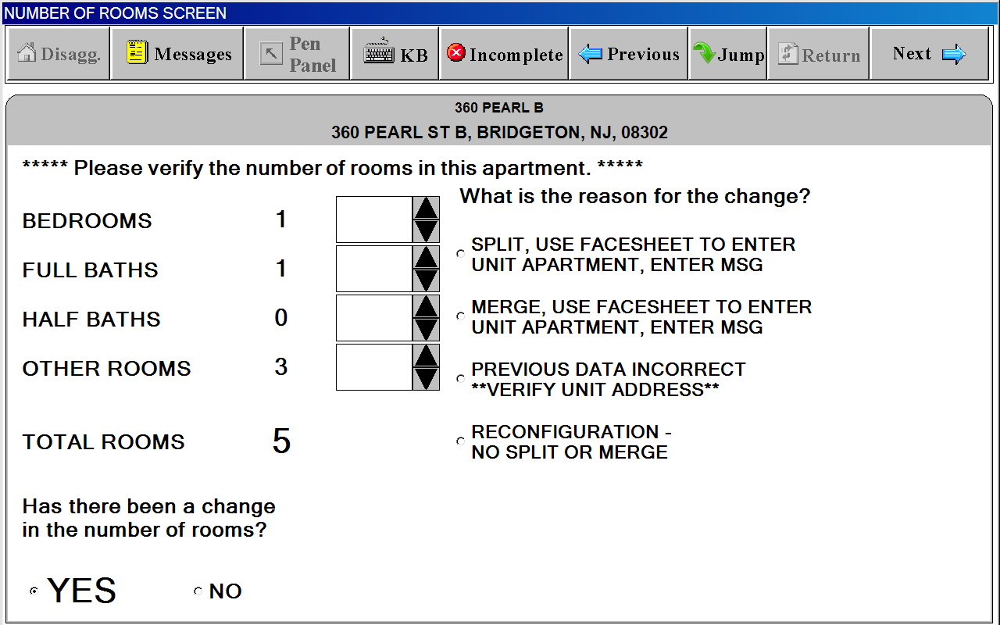 NUMBER OF ROOMS SCREEN
Disagg. Messages Pen Panel KB Incomplete Previous Jump Return Next
360 PEARL B
360 PEARL ST B, BRIDGETON, NJ, 08302
***** Please verify the number of rooms in this apartment. *****
BEDROOMS 1
FULL BATHS 1
HALF BATHS 0
OTHER ROOMS 3
TOTAL ROOMS 5
What is the reason for the change?
SPLIT, USE FACESHEET TO ENTER
UNIT APARTMENT, ENTER MSG
MERGE, USE FACESHEET TO ENTER
UNIT APARTMENT, ENTER MSG
PREVIOUS DATA INCORRECT
**VERIFY UNIT ADDRESS**
RECONFIGURATION -
NO SPLIT OR MERGE
Has there been a change
in the number of rooms?
YES NO